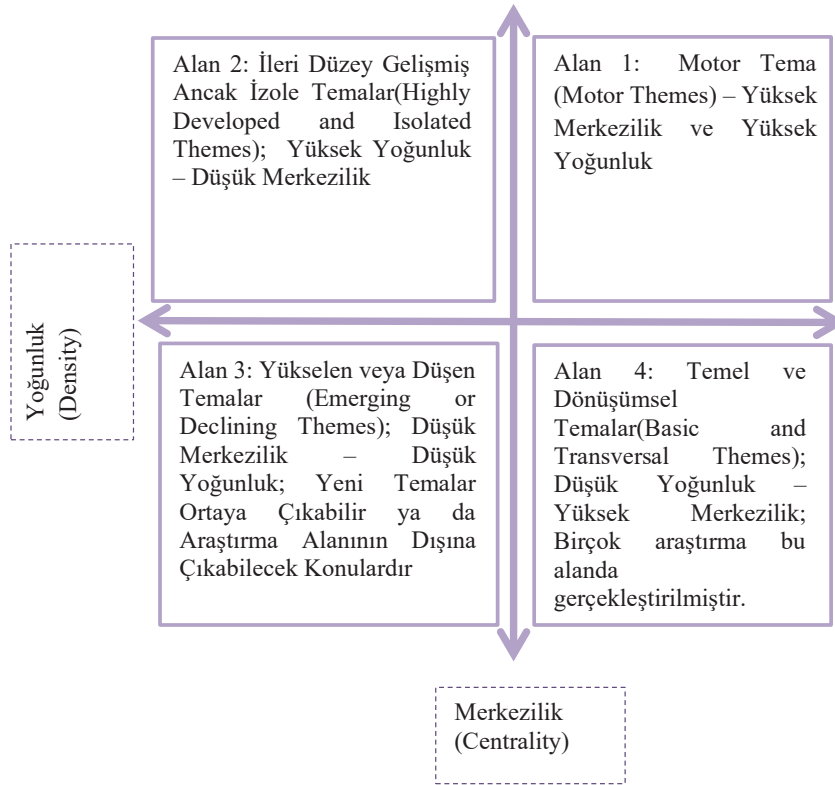 Alan 2: İleri Düzey Gelişmiş
Ancak İzole Temalar(Highly
Developed and Isolated
Themes); Yüksek Yoğunluk
– Düşük Merkezilik
Alan 1: Motor Tema
(Motor Themes) – Yüksek
Merkezilik ve Yüksek
Yoğunluk
Yoğunluk
(Density)
Alan 3: Yükselen veya Düşen
Temalar (Emerging or
Declining Themes); Düşük
Merkezilik – Düşük
Yoğunluk; Yeni Temalar
Ortaya Çıkabilir ya da
Araştırma Alanının Dışına
Çıkabilecek Konulardır
Alan 4: Temel ve
Dönüşümsel
Temalar(Basic and
Transversal Themes);
Düşük Yoğunluk –
Yüksek Merkezilik;
Birçok araştırma bu
alanda
gerçekleştirilmiştir.
Merkezilik
(Centrality)